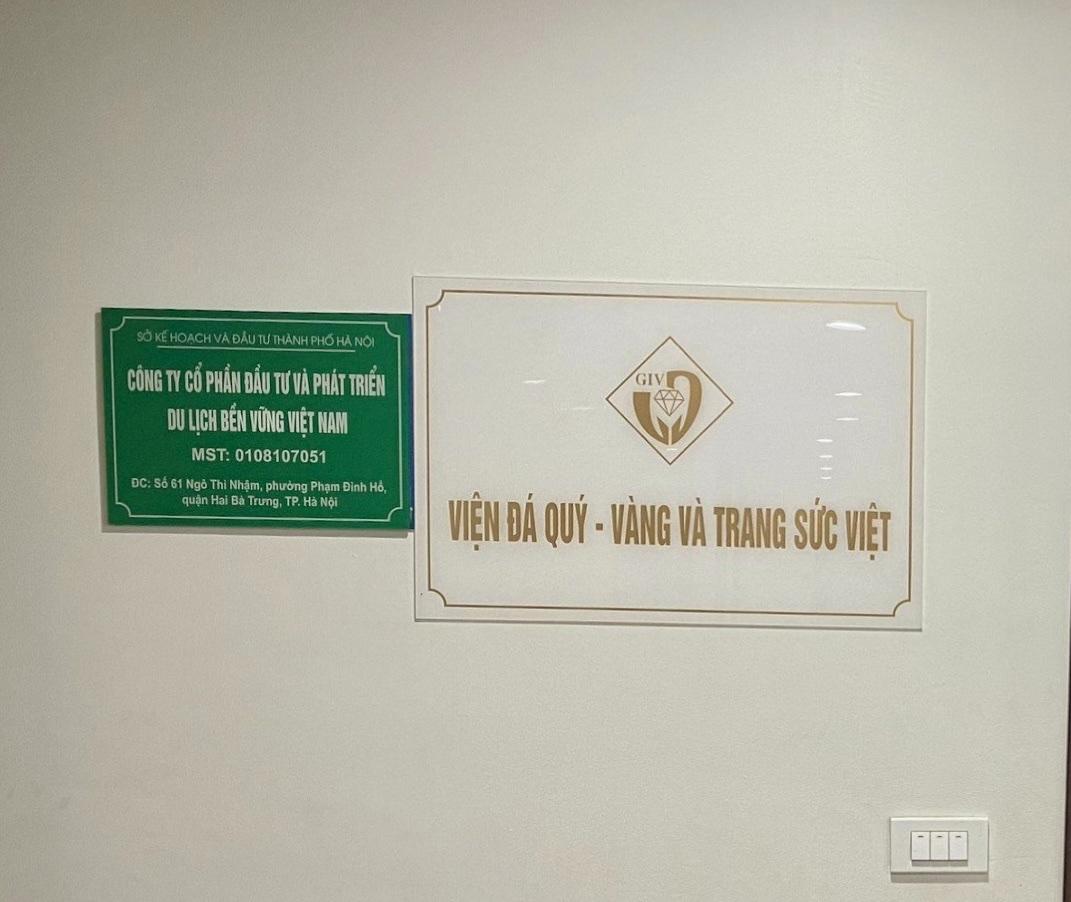 SỞ KẾ HOẠCH VÀ ĐẦU TƯ THÀNH PHỐ HÀ NỘI
CÔNG TY CỔ PHẦN ĐẦU TƯ VÀ PHÁT TRIỂN
DU LỊCH BỀN VỮNG VIỆT NAM
MST: 0108107051
ĐC: Số 61 Ngô Thì Nhậm, phường Phạm Đình Hổ,
quận Hai Bà Trưng, TP. Hà Nội
GIV
VIỆN ĐÁ QUÝ - VÀNG VÀ TRANG SỨC VIỆT